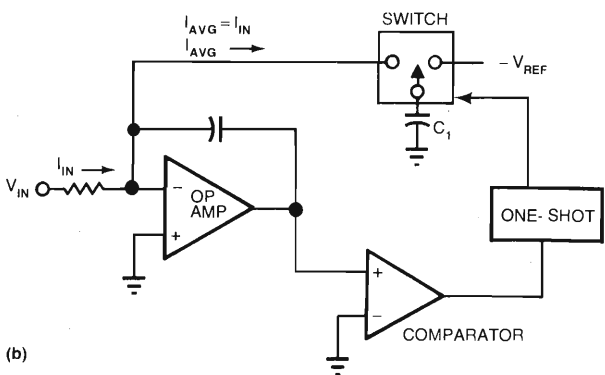 I_AVG = I_IN
I_AVG
SWITCH
– V_REF
C_1
I_IN
V_IN
–
OP
AMP
+
ONE- SHOT
+
–
COMPARATOR
(b)